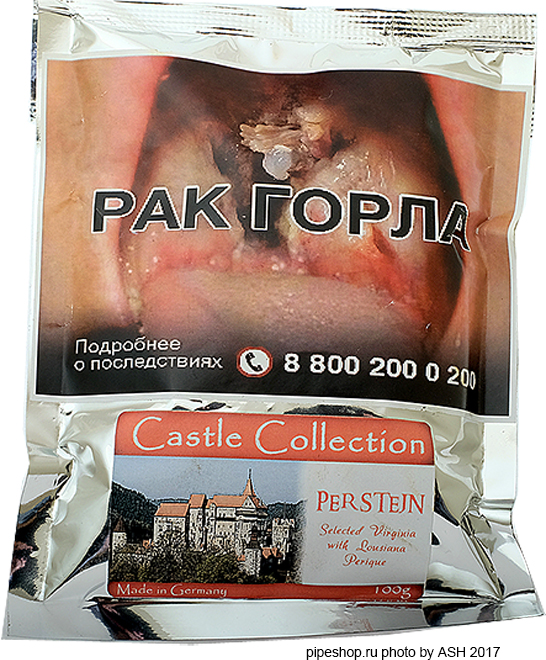 РАК ГОРЛА
Подробнее
о последствиях 8 800 200 0 200
Castle Collection
PERSTEJN
Selected Virginia
with Lousiana
Perique
Made in Germany 100g
pipeshop.ru photo by ASH 2017